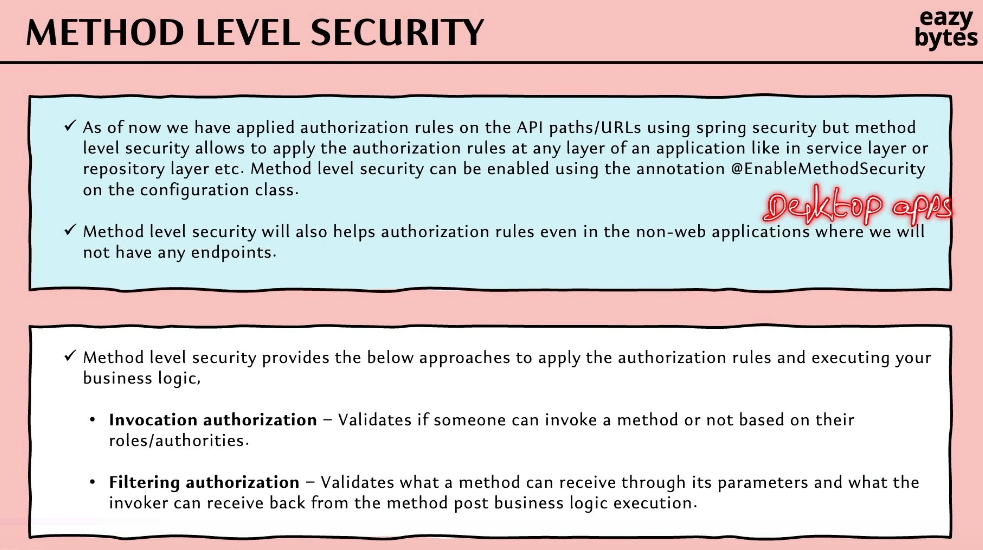 METHOD LEVEL SECURITY
eazy
bytes
✓ As of now we have applied authorization rules on the API paths/URLs using spring security but method
level security allows to apply the authorization rules at any layer of an application like in service layer or
repository layer etc. Method level security can be enabled using the annotation @EnableMethodSecurity
on the configuration class.
Desktop apps
✓ Method level security will also helps authorization rules even in the non-web applications where we will
not have any endpoints.
✓ Method level security provides the below approaches to apply the authorization rules and executing your
business logic,
• Invocation authorization – Validates if someone can invoke a method or not based on their
roles/authorities.
• Filtering authorization – Validates what a method can receive through its parameters and what the
invoker can receive back from the method post business logic execution.